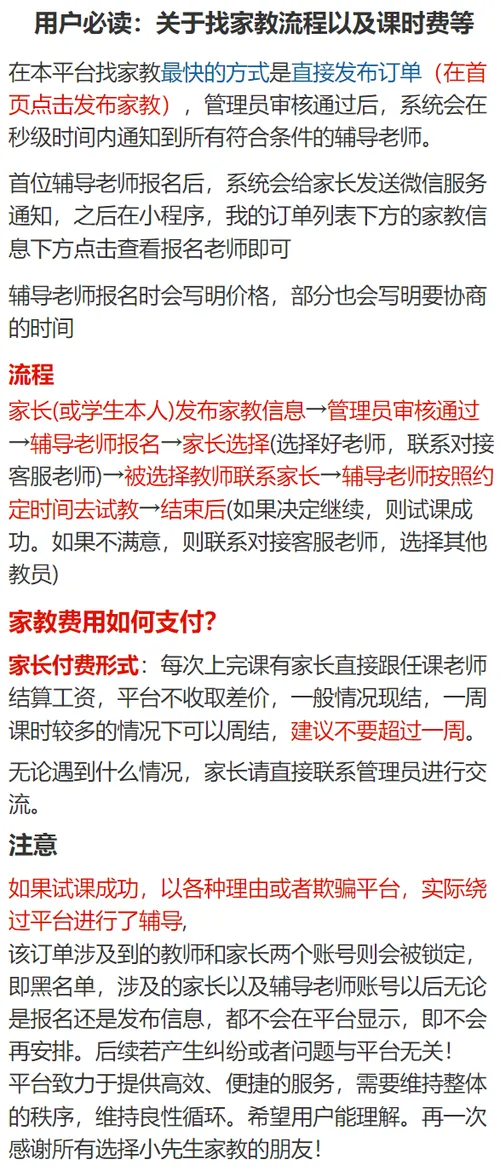 用户必读：关于找家教流程以及课时费等
在本平台找家教最快的方式是直接发布订单（在首
页点击发布家教），管理员审核通过后，系统会在
秒级时间内通知到所有符合条件的辅导老师。
首位辅导老师报名后，系统会给家长发送微信服务
通知，之后在小程序，我的订单列表下方的家教信
息下方点击查看报名老师即可
辅导老师报名时会写明价格，部分也会写明要协商
的时间
流程
家长(或学生本人)发布家教信息→管理员审核通过
→辅导老师报名→家长选择(选择好老师，联系对接
客服老师)→被选择教师联系家长→辅导老师按照约
定时间去试教→结束后(如果决定继续，则试课成
功。如果不满意，则联系对接客服老师，选择其他
教员)
家教费用如何支付？
家长付费形式：每次上完课有家长直接跟任课老师
结算工资，平台不收取差价，一般情况现结，一周
课时较多的情况下可以周结，建议不要超过一周。
无论遇到什么情况，家长请直接联系管理员进行交
流。
注意
如果试课成功，以各种理由或者欺骗平台，实际绕
过平台进行了辅导,
该订单涉及到的教师和家长两个账号则会被锁定，
即黑名单，涉及的家长以及辅导老师账号以后无论
是报名还是发布信息，都不会在平台显示，即不会
再安排。后续若产生纠纷或者问题与平台无关！
平台致力于提供高效、便捷的服务，需要维持整体
的秩序，维持良性循环。希望用户能理解。再一次
感谢所有选择小先生家教的朋友！